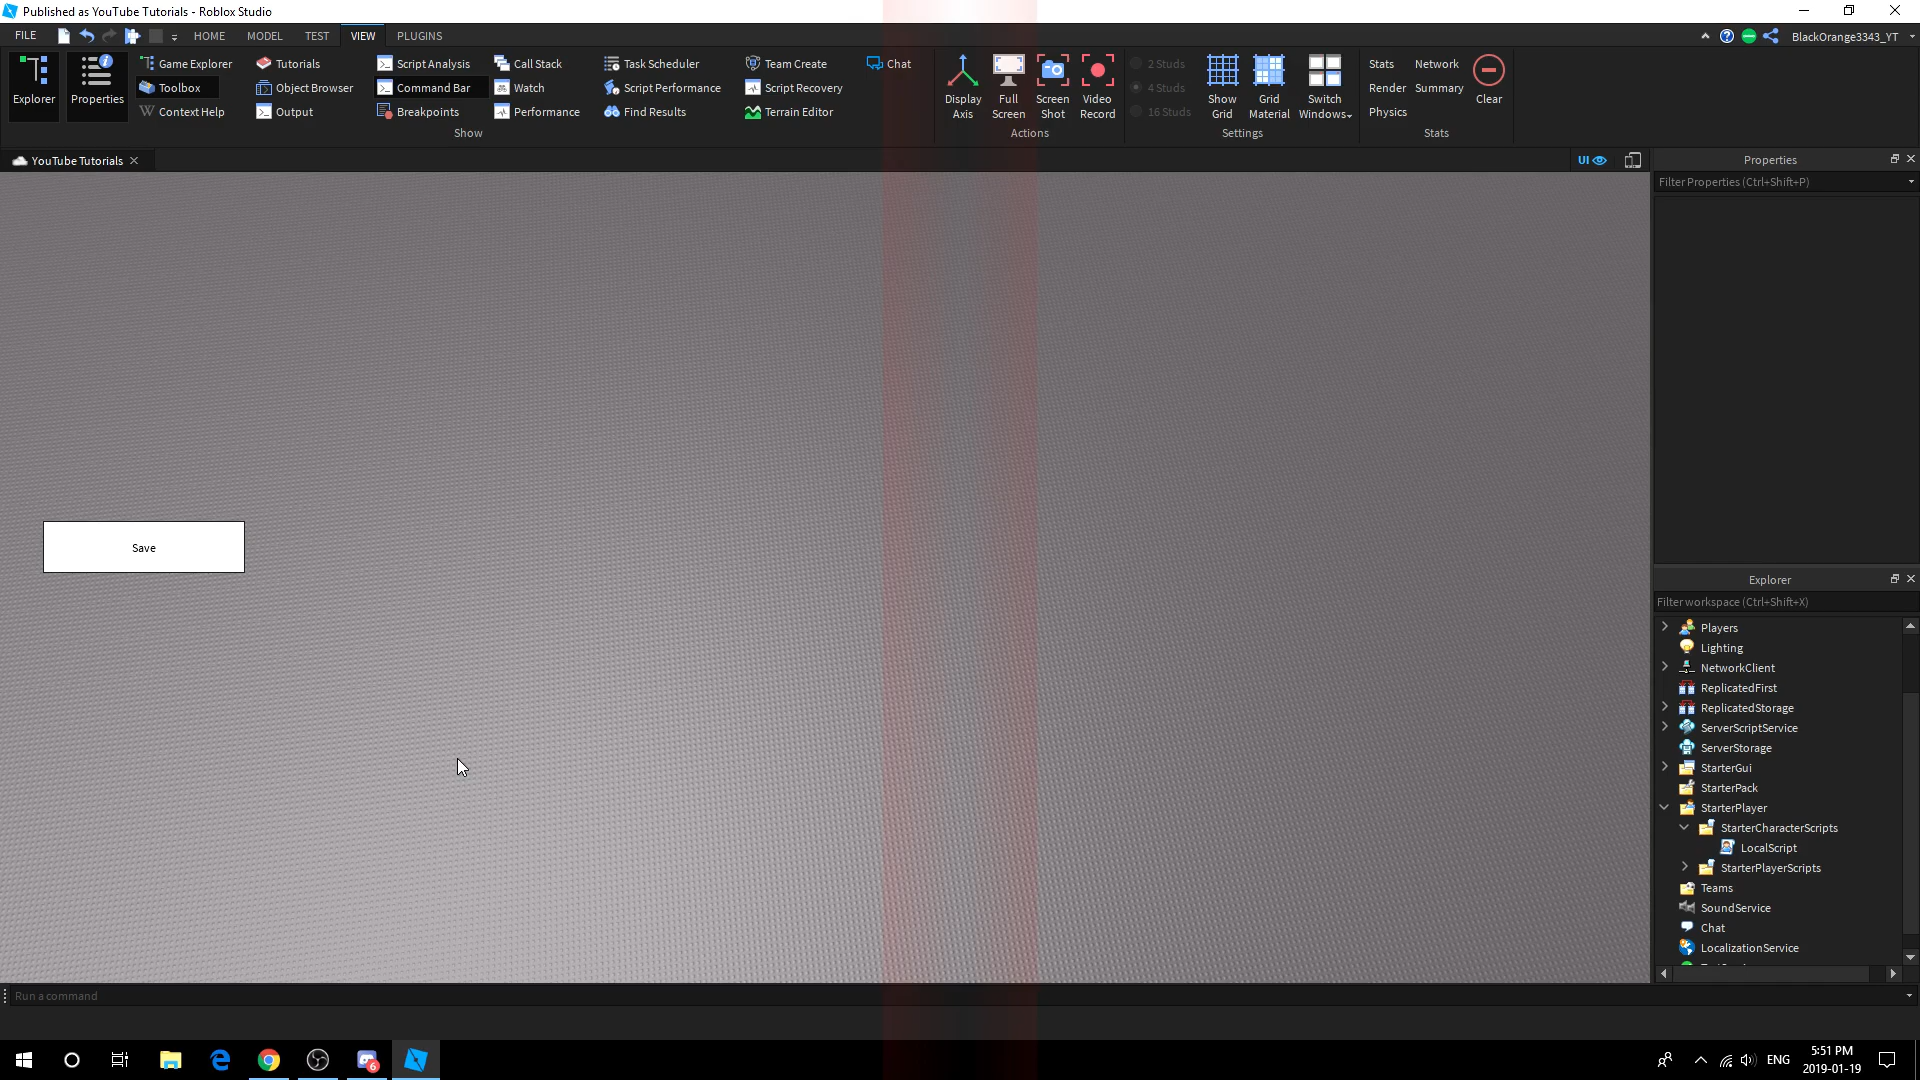 Published as YouTube Tutorials - Roblox Studio
FILE HOME MODEL TEST VIEW PLUGINS BlackOrange3343_YT
Game Explorer Tutorials Script Analysis Call Stack Task Scheduler Team Create Chat
Toolbox Object Browser Command Bar Watch Script Performance Script Recovery
Context Help Output Breakpoints Performance Find Results Terrain Editor
Explorer Properties
Show
Display Axis
Full Screen
Screen Shot
Video Record
Actions
2 Studs
4 Studs
16 Studs
Show Grid
Grid Material
Switch Windows
Settings
Stats Network
Render Summary
Physics
Clear
Stats
YouTube Tutorials
UI
Properties
Filter Properties (Ctrl+Shift+P)
Save
Explorer
Filter workspace (Ctrl+Shift+X)
Players
Lighting
NetworkClient
ReplicatedFirst
ReplicatedStorage
ServerScriptService
ServerStorage
StarterGui
StarterPack
StarterPlayer
StarterCharacterScripts
LocalScript
StarterPlayerScripts
Teams
SoundService
Chat
LocalizationService
Run a command
6
ENG
5:51 PM
2019-01-19